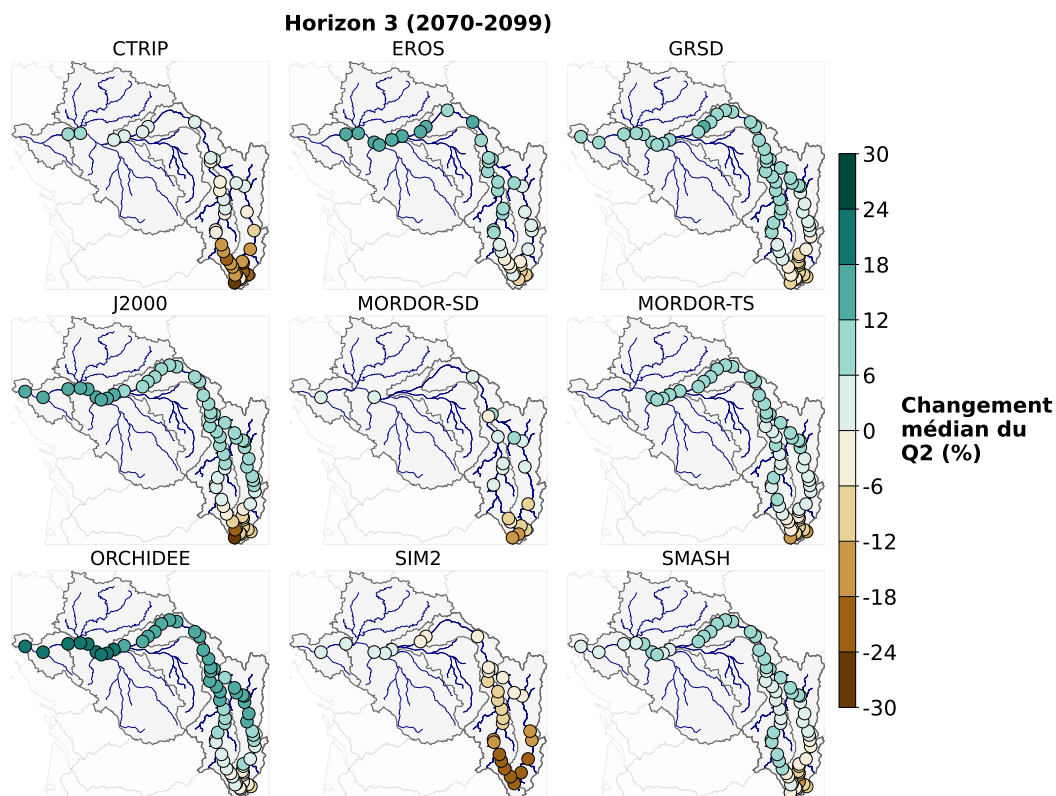 Horizon 3 (2070-2099)
CTRIP
EROS
GRSD
J2000
MORDOR-SD
MORDOR-TS
ORCHIDEE
SIM2
SMASH
30
24
18
12
6
0
-6
-12
-18
-24
-30
Changement
médian du
Q2 (%)